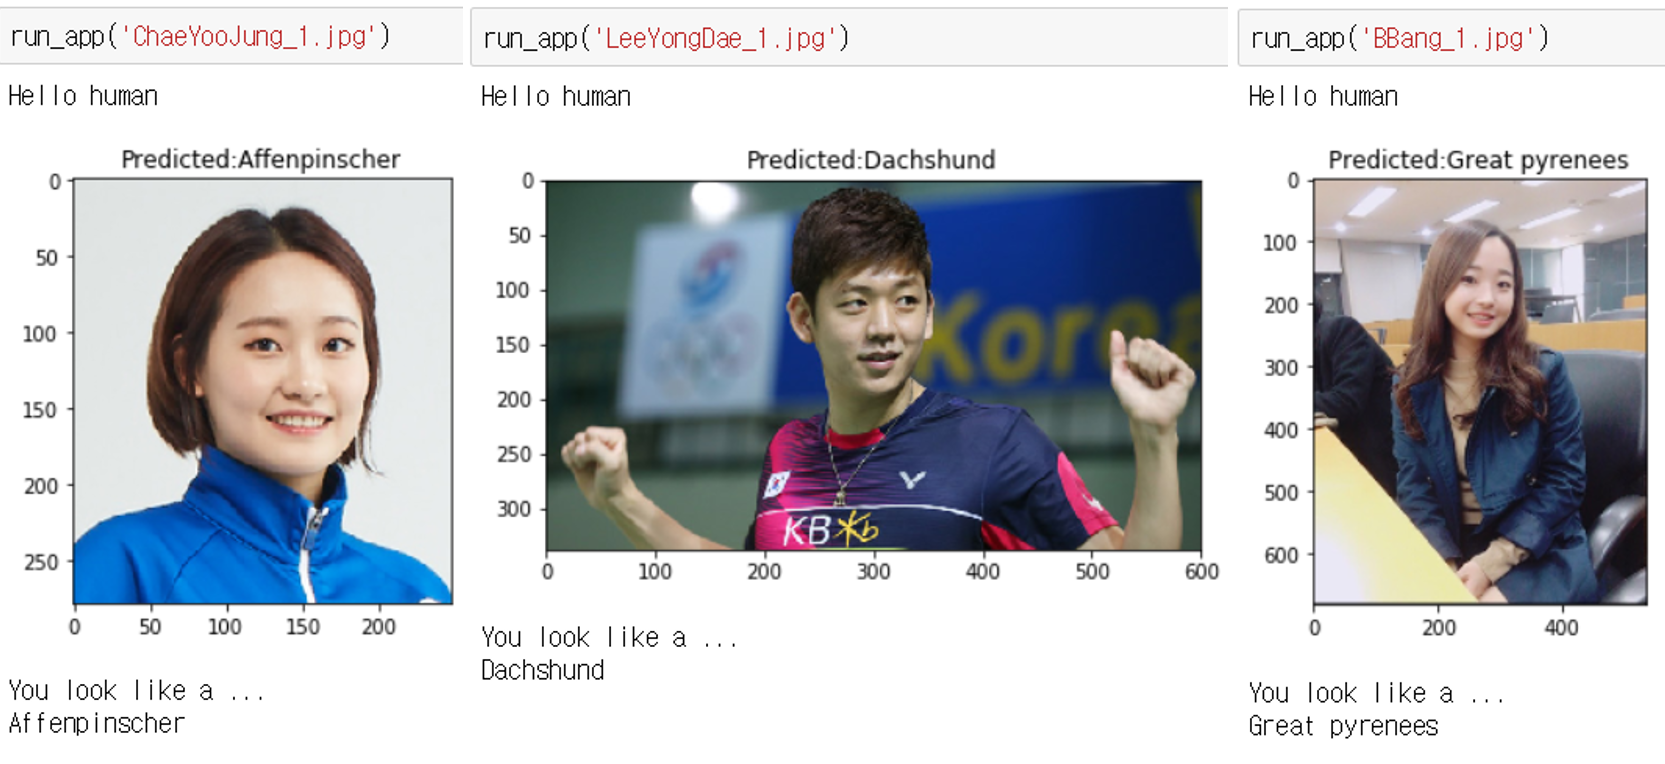 run_app('ChaeYooJung_1.jpg')
Hello human
Predicted:Affenpinscher
0
50
100
150
200
250
0 50 100 150 200
You look like a ...
Affenpinscher
run_app('LeeYongDae_1.jpg')
Hello human
Predicted:Dachshund
0
50
100
150
200
250
300
Korea
KB
0 100 200 300 400 500 600
You look like a ...
Dachshund
run_app('BBang_1.jpg')
Hello human
Predicted:Great pyrenees
0
100
200
300
400
500
600
0 200 400
You look like a ...
Great pyrenees